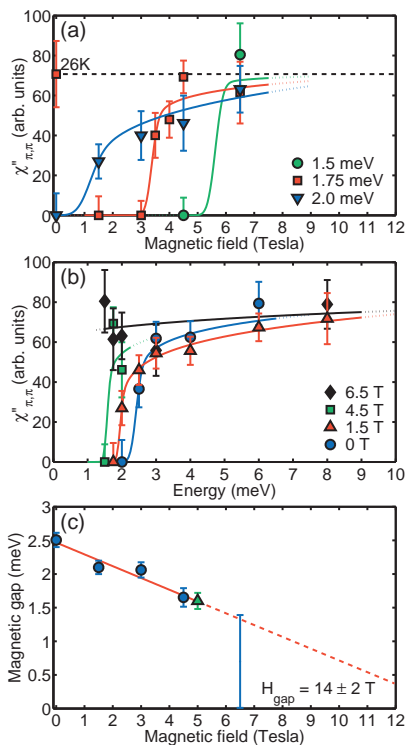 (a)
100
80
60
40
20
0
χ''π,π (arb. units)
26K
1.5 meV
1.75 meV
2.0 meV
0 1 2 3 4 5 6 7 8 9 10 11 12
Magnetic field (Tesla)
(b)
100
80
60
40
20
0
χ''π,π (arb. units)
6.5 T
4.5 T
1.5 T
0 T
0 1 2 3 4 5 6 7 8 9 10
Energy (meV)
(c)
3
2.5
2
1.5
1
0.5
0
Magnetic gap (meV)
Hgap = 14 ± 2 T
0 1 2 3 4 5 6 7 8 9 10 11 12
Magnetic field (Tesla)